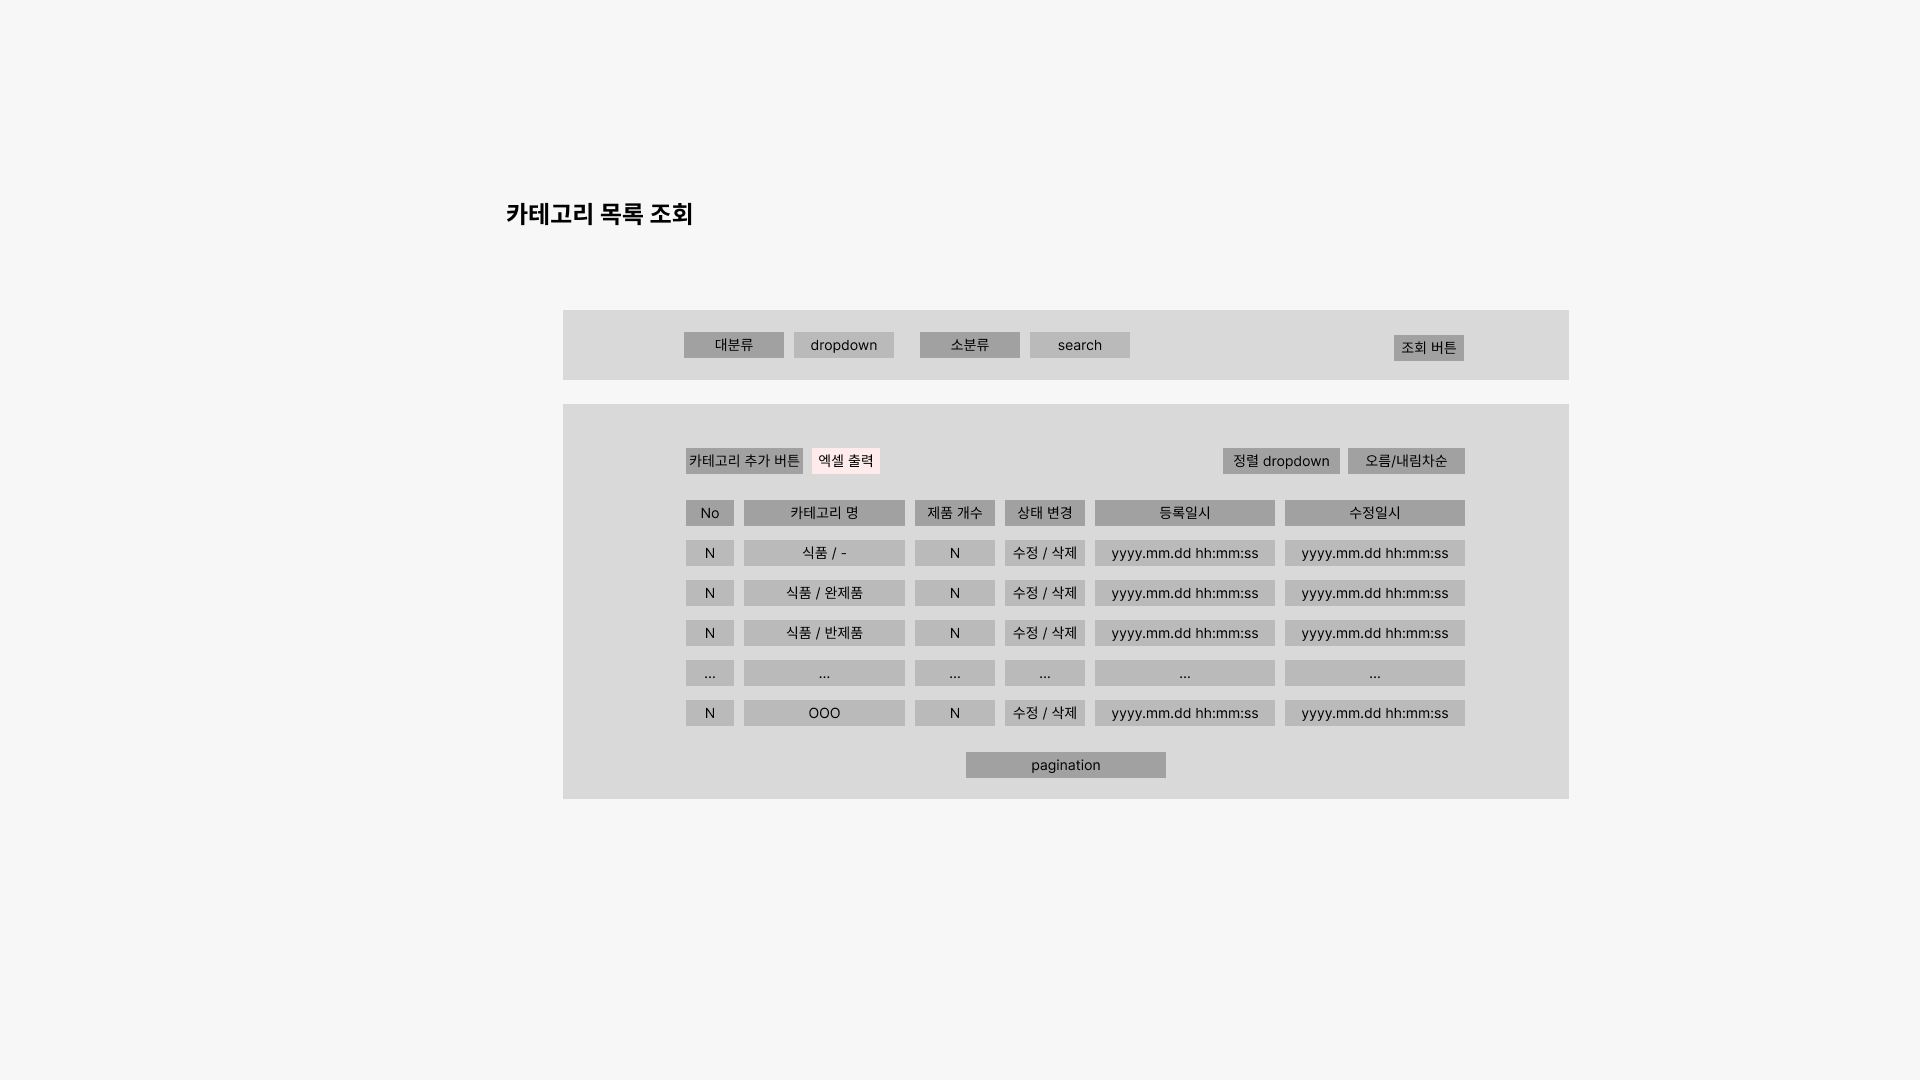 카테고리 목록 조회
대분류 dropdown 소분류 search 조회 버튼
카테고리 추가 버튼 엑셀 출력 정렬 dropdown 오름/내림차순
No 카테고리 명 제품 개수 상태 변경 등록일시 수정일시
N 식품 / - N 수정 / 삭제 yyyy.mm.dd hh:mm:ss yyyy.mm.dd hh:mm:ss
N 식품 / 완제품 N 수정 / 삭제 yyyy.mm.dd hh:mm:ss yyyy.mm.dd hh:mm:ss
N 식품 / 반제품 N 수정 / 삭제 yyyy.mm.dd hh:mm:ss yyyy.mm.dd hh:mm:ss
... ... ... ... ... ...
N OOO N 수정 / 삭제 yyyy.mm.dd hh:mm:ss yyyy.mm.dd hh:mm:ss
pagination